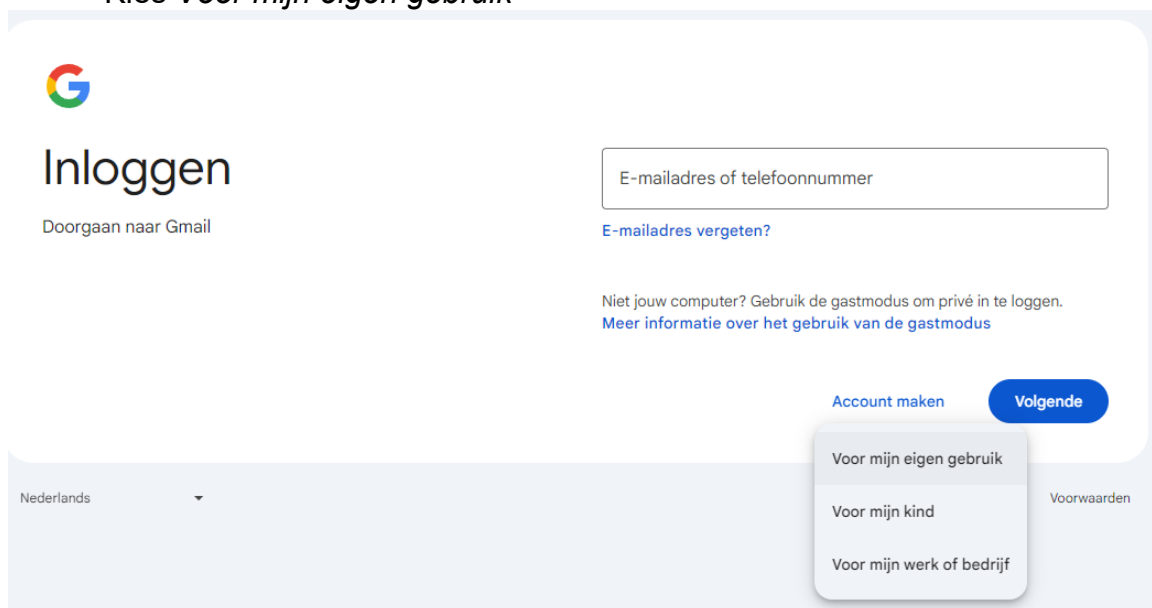 Kies Voor mijn eigen gebruik
Inloggen
Doorgaan naar Gmail
E-mailadres of telefoonnummer
E-mailadres vergeten?
Niet jouw computer? Gebruik de gastmodus om privé in te loggen.
Meer informatie over het gebruik van de gastmodus
Account maken
Volgende
Voor mijn eigen gebruik
Voor mijn kind
Voor mijn werk of bedrijf
Nederlands
Voorwaarden